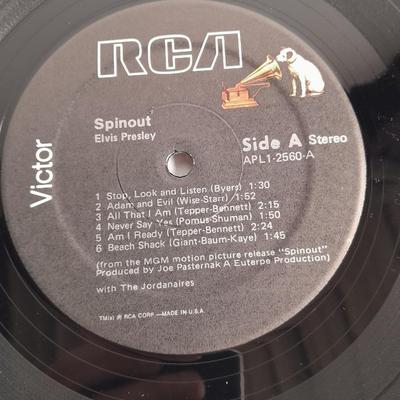 RCA
Victor
Spinout
Elvis Presley
Side A Stereo
APL1-2560-A
1 Stop, Look and Listen (Byers) 1:30
2 Adam and Evil (Wise-Starr) 1:52
3 All That I Am (Tepper-Bennett) 2:15
4 Never Say Yes (Pomus-Shuman) 1:50
5 Am I Ready (Tepper-Bennett) 2:24
6 Beach Shack (Giant-Baum-Kaye) 1:45
(from the MGM motion picture release "Spinout"
Produced by Joe Pasternak A Euterpe Production)
with The Jordanaires
TM(s) ® RCA CORP.—MADE IN U.S.A.